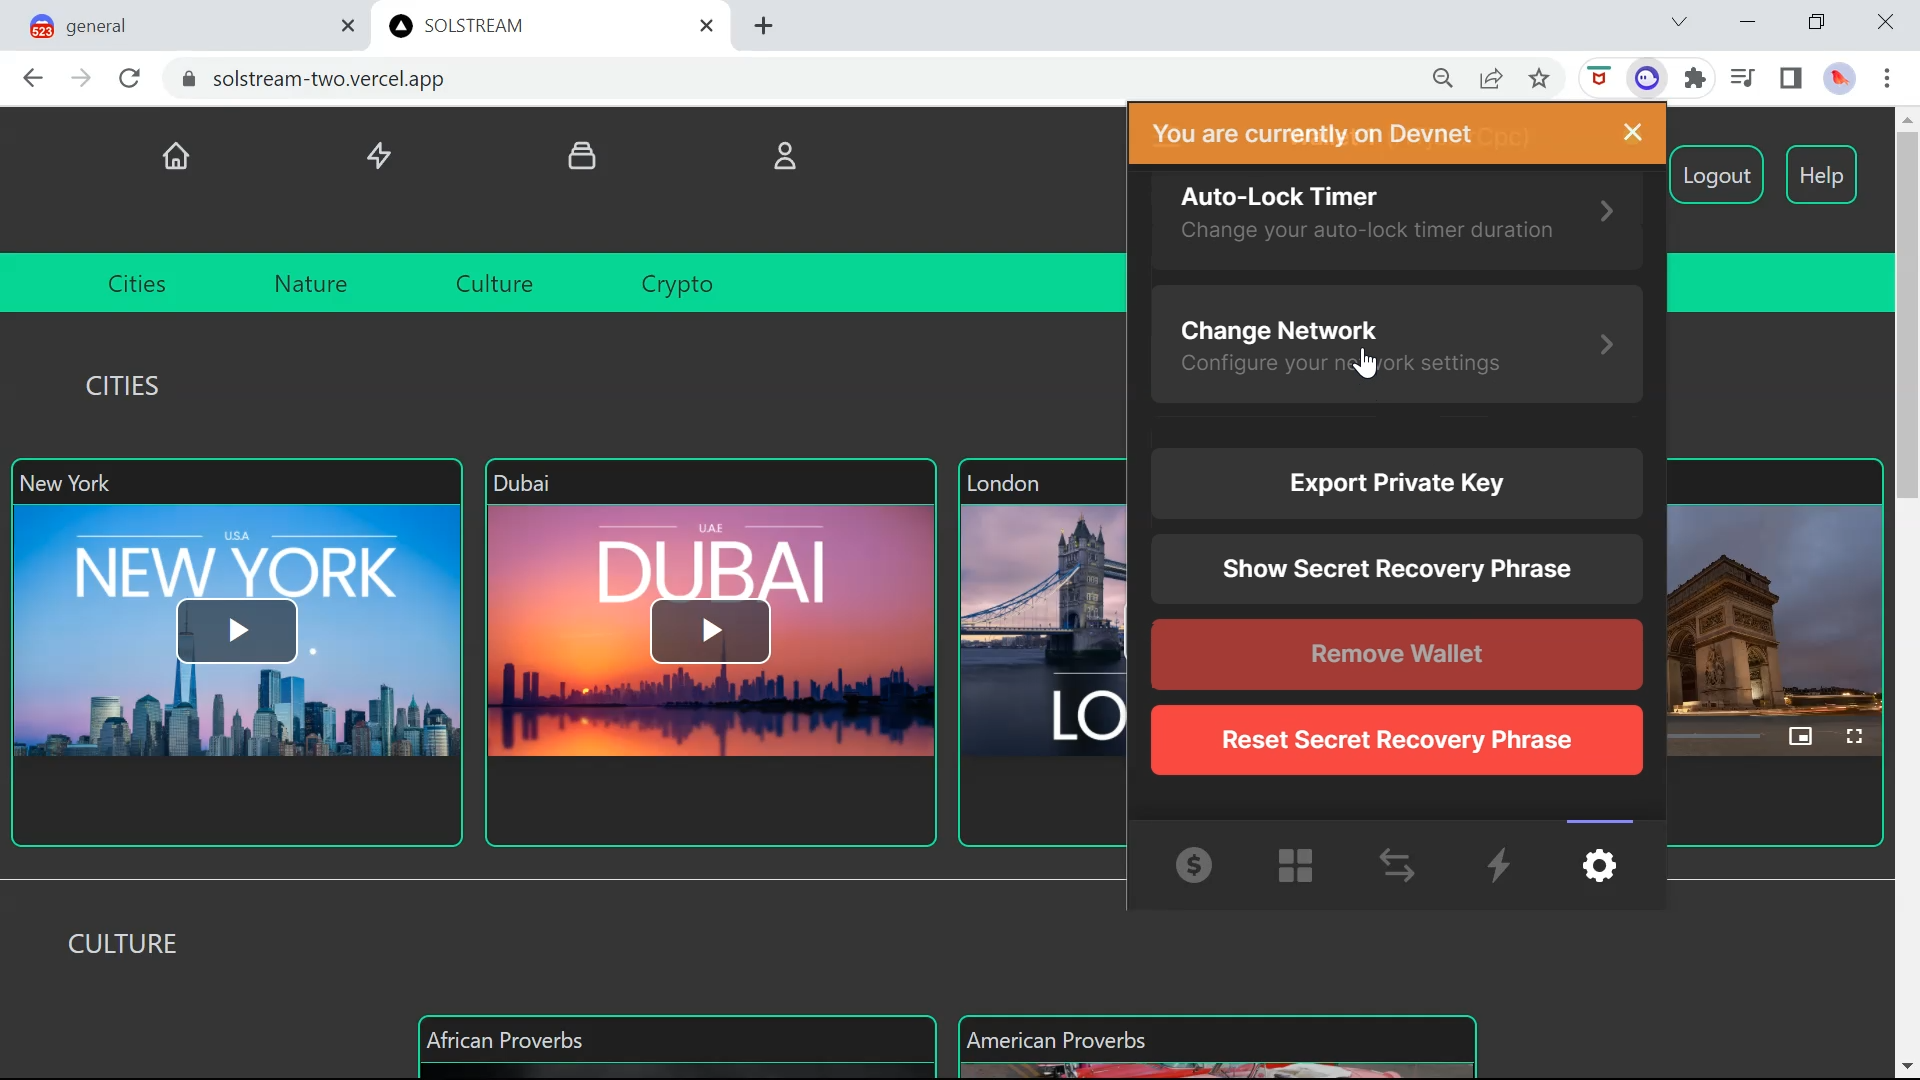 523 general
SOLSTREAM
solstream-two.vercel.app
You are currently on Devnet
Logout
Help
Auto-Lock Timer
Change your auto-lock timer duration
Cities
Nature
Culture
Crypto
Change Network
Configure your network settings
CITIES
Export Private Key
New York
Dubai
London
U.S.A
NEW YORK
U.A.E
DUBAI
LO
Show Secret Recovery Phrase
Remove Wallet
Reset Secret Recovery Phrase
CULTURE
African Proverbs
American Proverbs